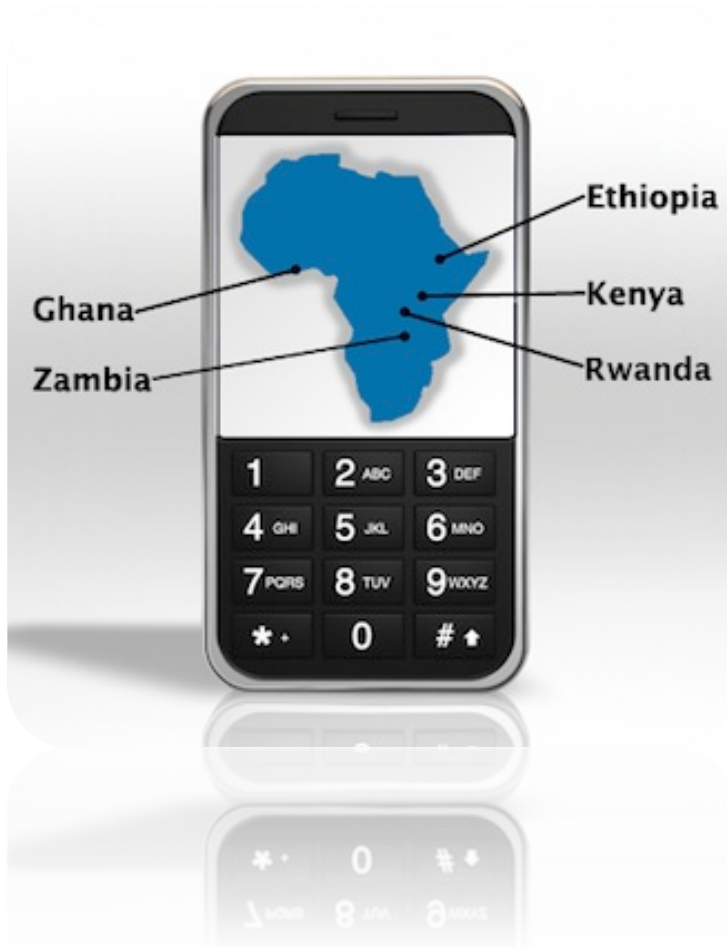 Ethiopia
Ghana
Kenya
Zambia
Rwanda
1
2 ABC
3 DEF
4 GHI
5 JKL
6 MNO
7 PQRS
8 TUV
9 WXYZ
* +
0
#